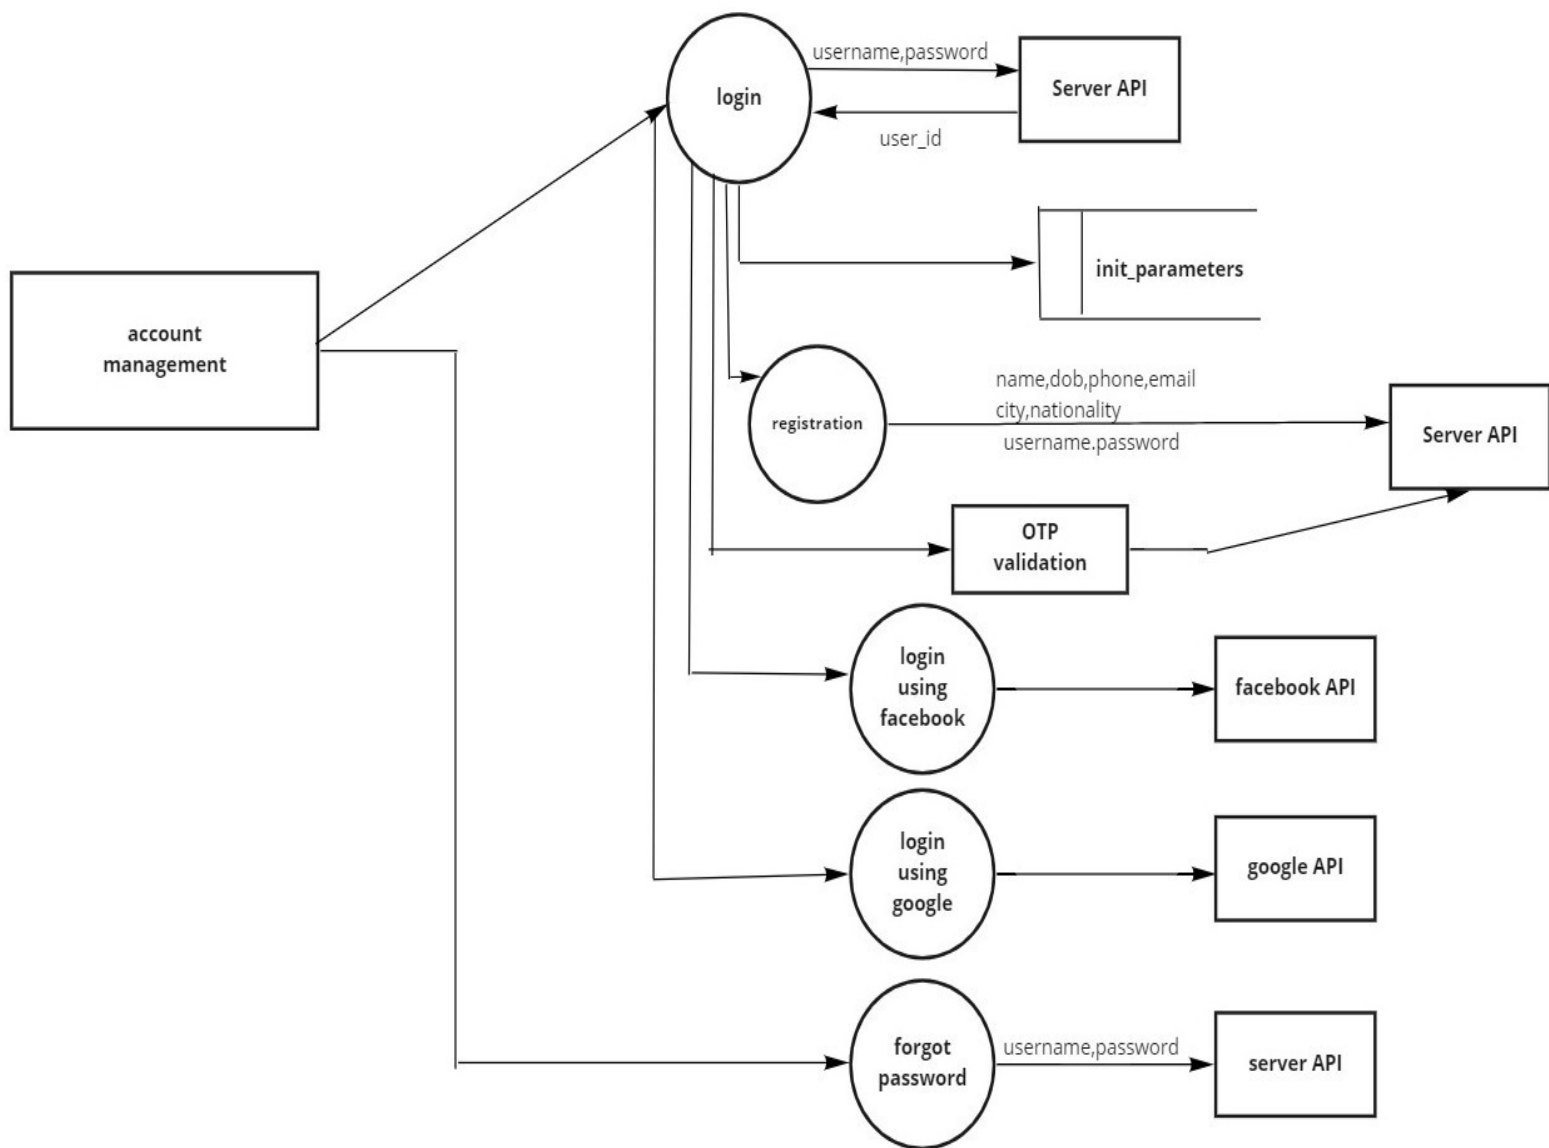 username,password
login
Server API
user_id
init_parameters
account
management
name,dob,phone,email
city,nationality
registration
username.password
Server API
OTP
validation
login
using
facebook
facebook API
login
using
google
google API
forgot
password
username,password
server API